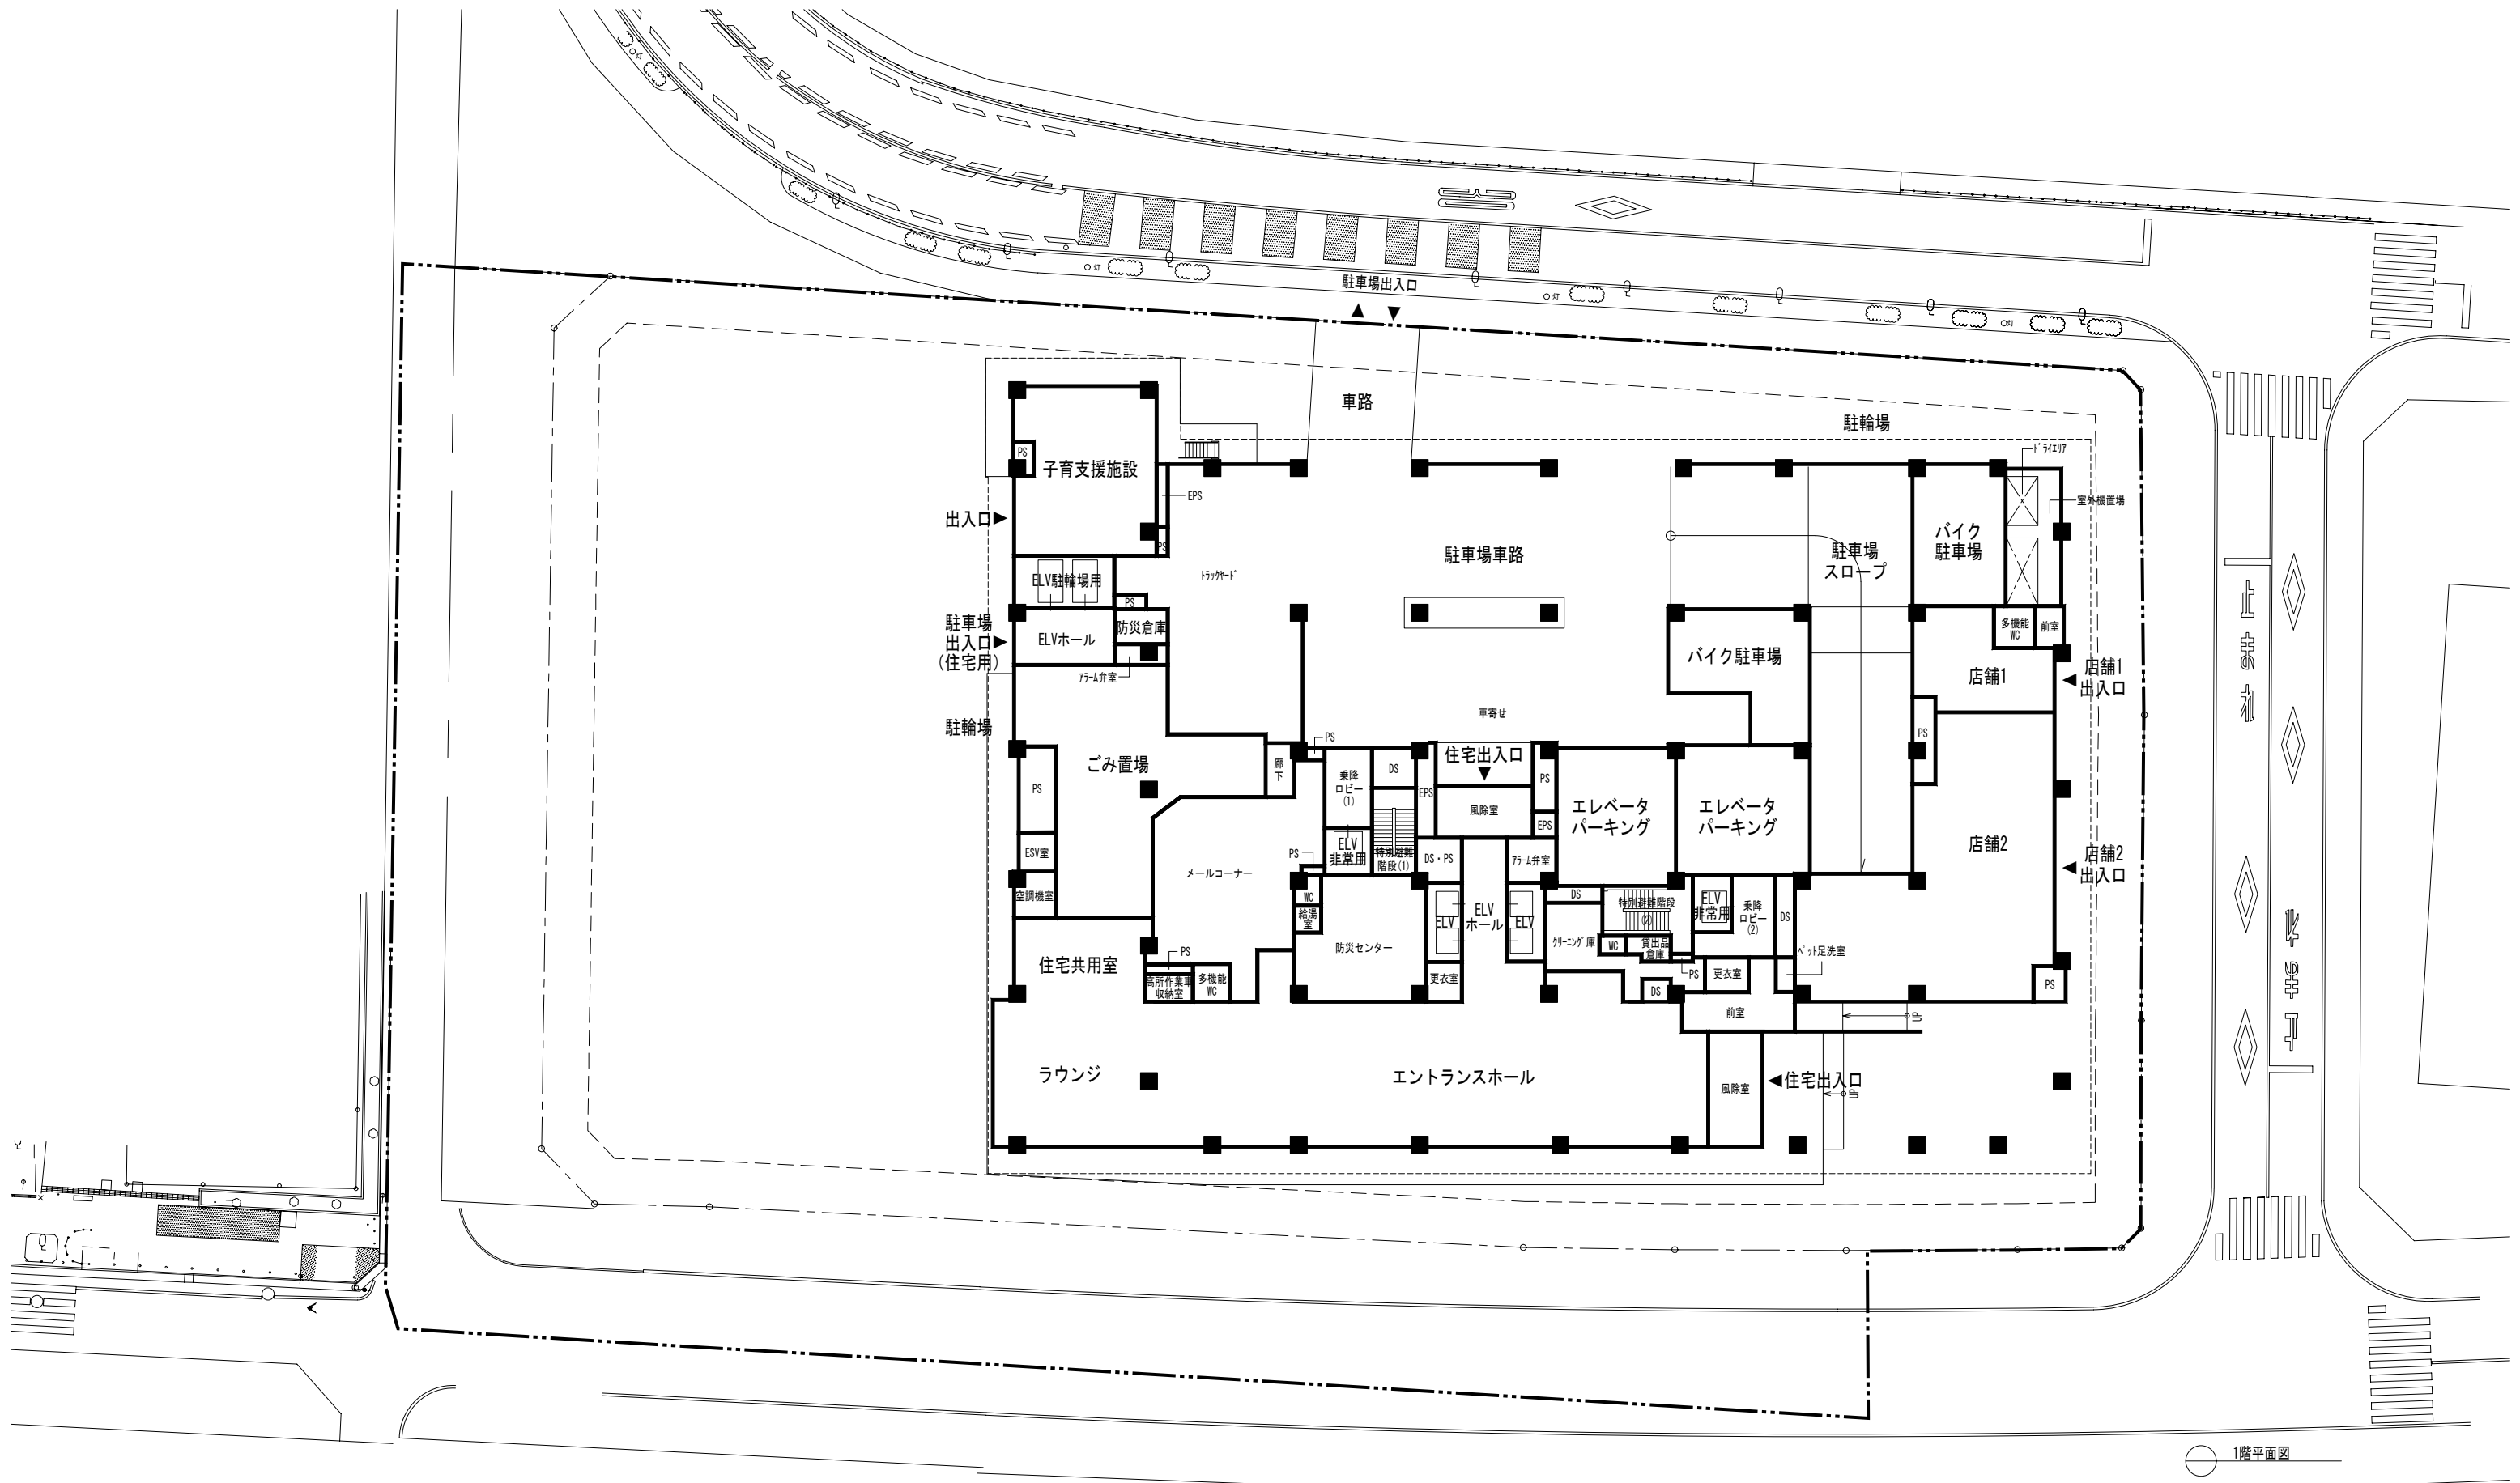 灯
灯
駐車場出入口
灯
灯
車路
駐輪場
ﾄﾞﾗｲｴﾘｱ
PS
子育支援施設
EPS
室外機置場
出入口
バイク
駐車場
PS
駐車場車路
駐車場
スロープ
ELV駐輪場用
ﾄﾗｯｸﾔｰﾄﾞ
PS
駐車場
出入口
(住宅用)
ELVホール
防災倉庫
多機能
WC
前室
ｱﾗｰﾑ弁室
バイク駐車場
店舗1
店舗1
出入口
駐輪場
車寄せ
PS
PS
ごみ置場
廊下
乗降
ロビー
(1)
DS
住宅出入口
PS
PS
EPS
風除室
エレベータ
パーキング
エレベータ
パーキング
EPS
店舗2
店舗2
出入口
ESV室
PS
ELV
非常用
特別避難
階段(1)
DS・PS
ｱﾗｰﾑ弁室
メールコーナー
空調機室
WC
給湯室
防災センター
ELV
ELV
ホール
ELV
DS
特別避難階段
(2)
ELV
非常用
乗降
ロビー
(2)
DS
ｸﾘｰﾆﾝｸﾞ庫
WC
貸出品
倉庫
ﾍﾟｯﾄ足洗室
住宅共用室
PS
高所作業車
収納室
多機能
WC
更衣室
PS
更衣室
DS
PS
前室
UP
ラウンジ
エントランスホール
風除室
住宅出入口
UP
止まれ
止まれ
1階平面図